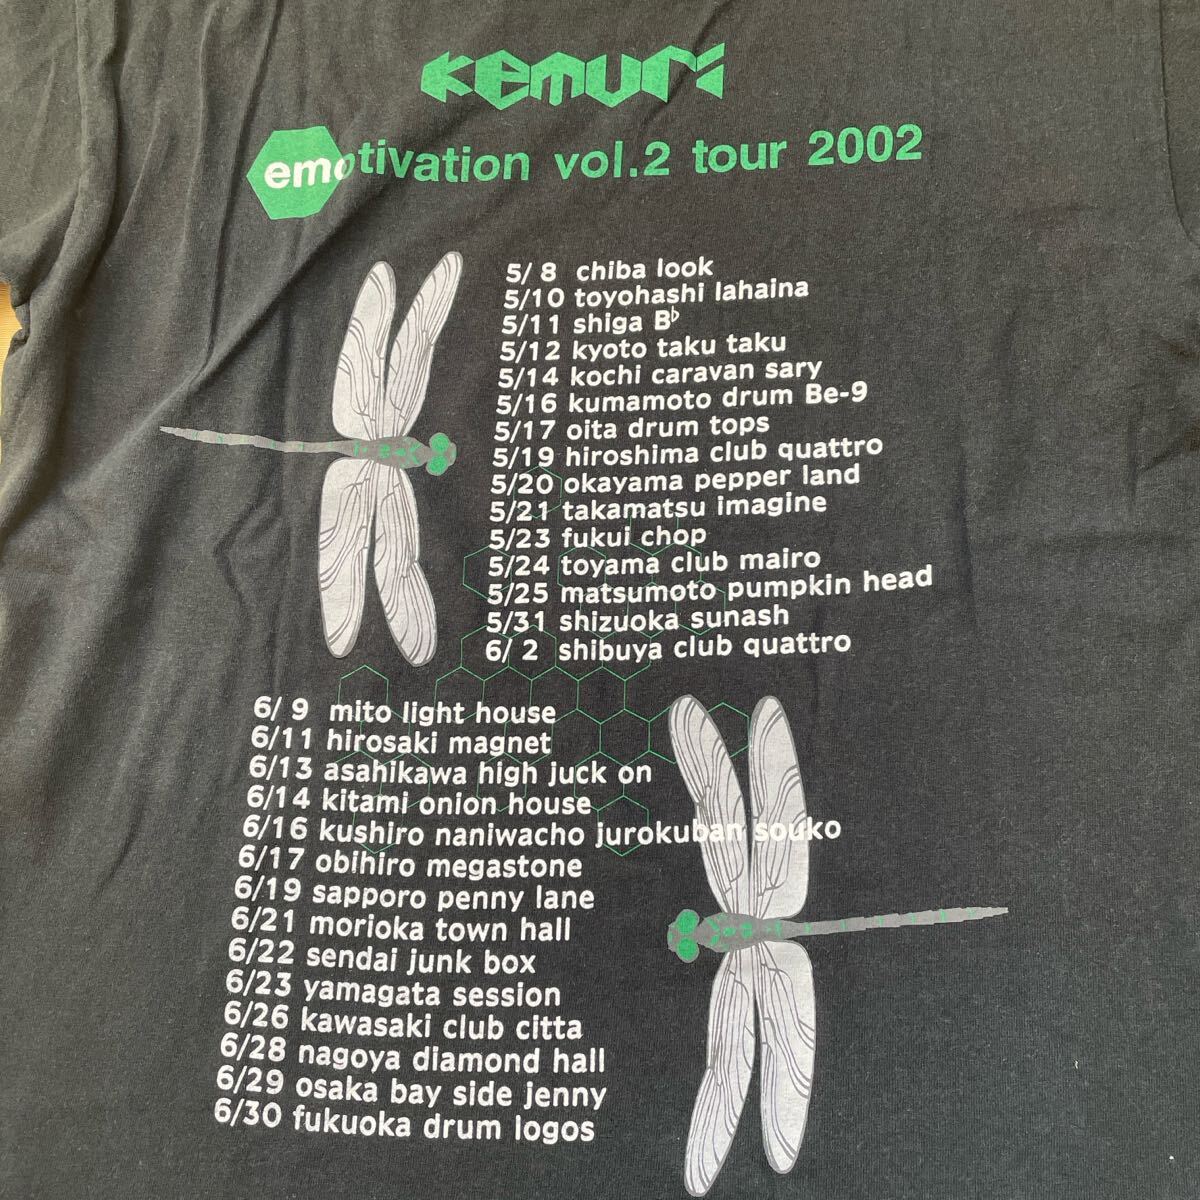 kemuri
emotivation vol.2 tour 2002
5/ 8 chiba look
5/10 toyohashi lahaina
5/11 shiga B♭
5/12 kyoto taku taku
5/14 kochi caravan sary
5/16 kumamoto drum Be-9
5/17 oita drum tops
5/19 hiroshima club quattro
5/20 okayama pepper land
5/21 takamatsu imagine
5/23 fukui chop
5/24 toyama club mairo
5/25 matsumoto pumpkin head
5/31 shizuoka sunash
6/ 2 shibuya club quattro
6/ 9 mito light house
6/11 hirosaki magnet
6/13 asahikawa high juck on
6/14 kitami onion house
6/16 kushiro naniwacho jurokuban souko
6/17 obihiro megastone
6/19 sapporo penny lane
6/21 morioka town hall
6/22 sendai junk box
6/23 yamagata session
6/26 kawasaki club citta
6/28 nagoya diamond hall
6/29 osaka bay side jenny
6/30 fukuoka drum logos